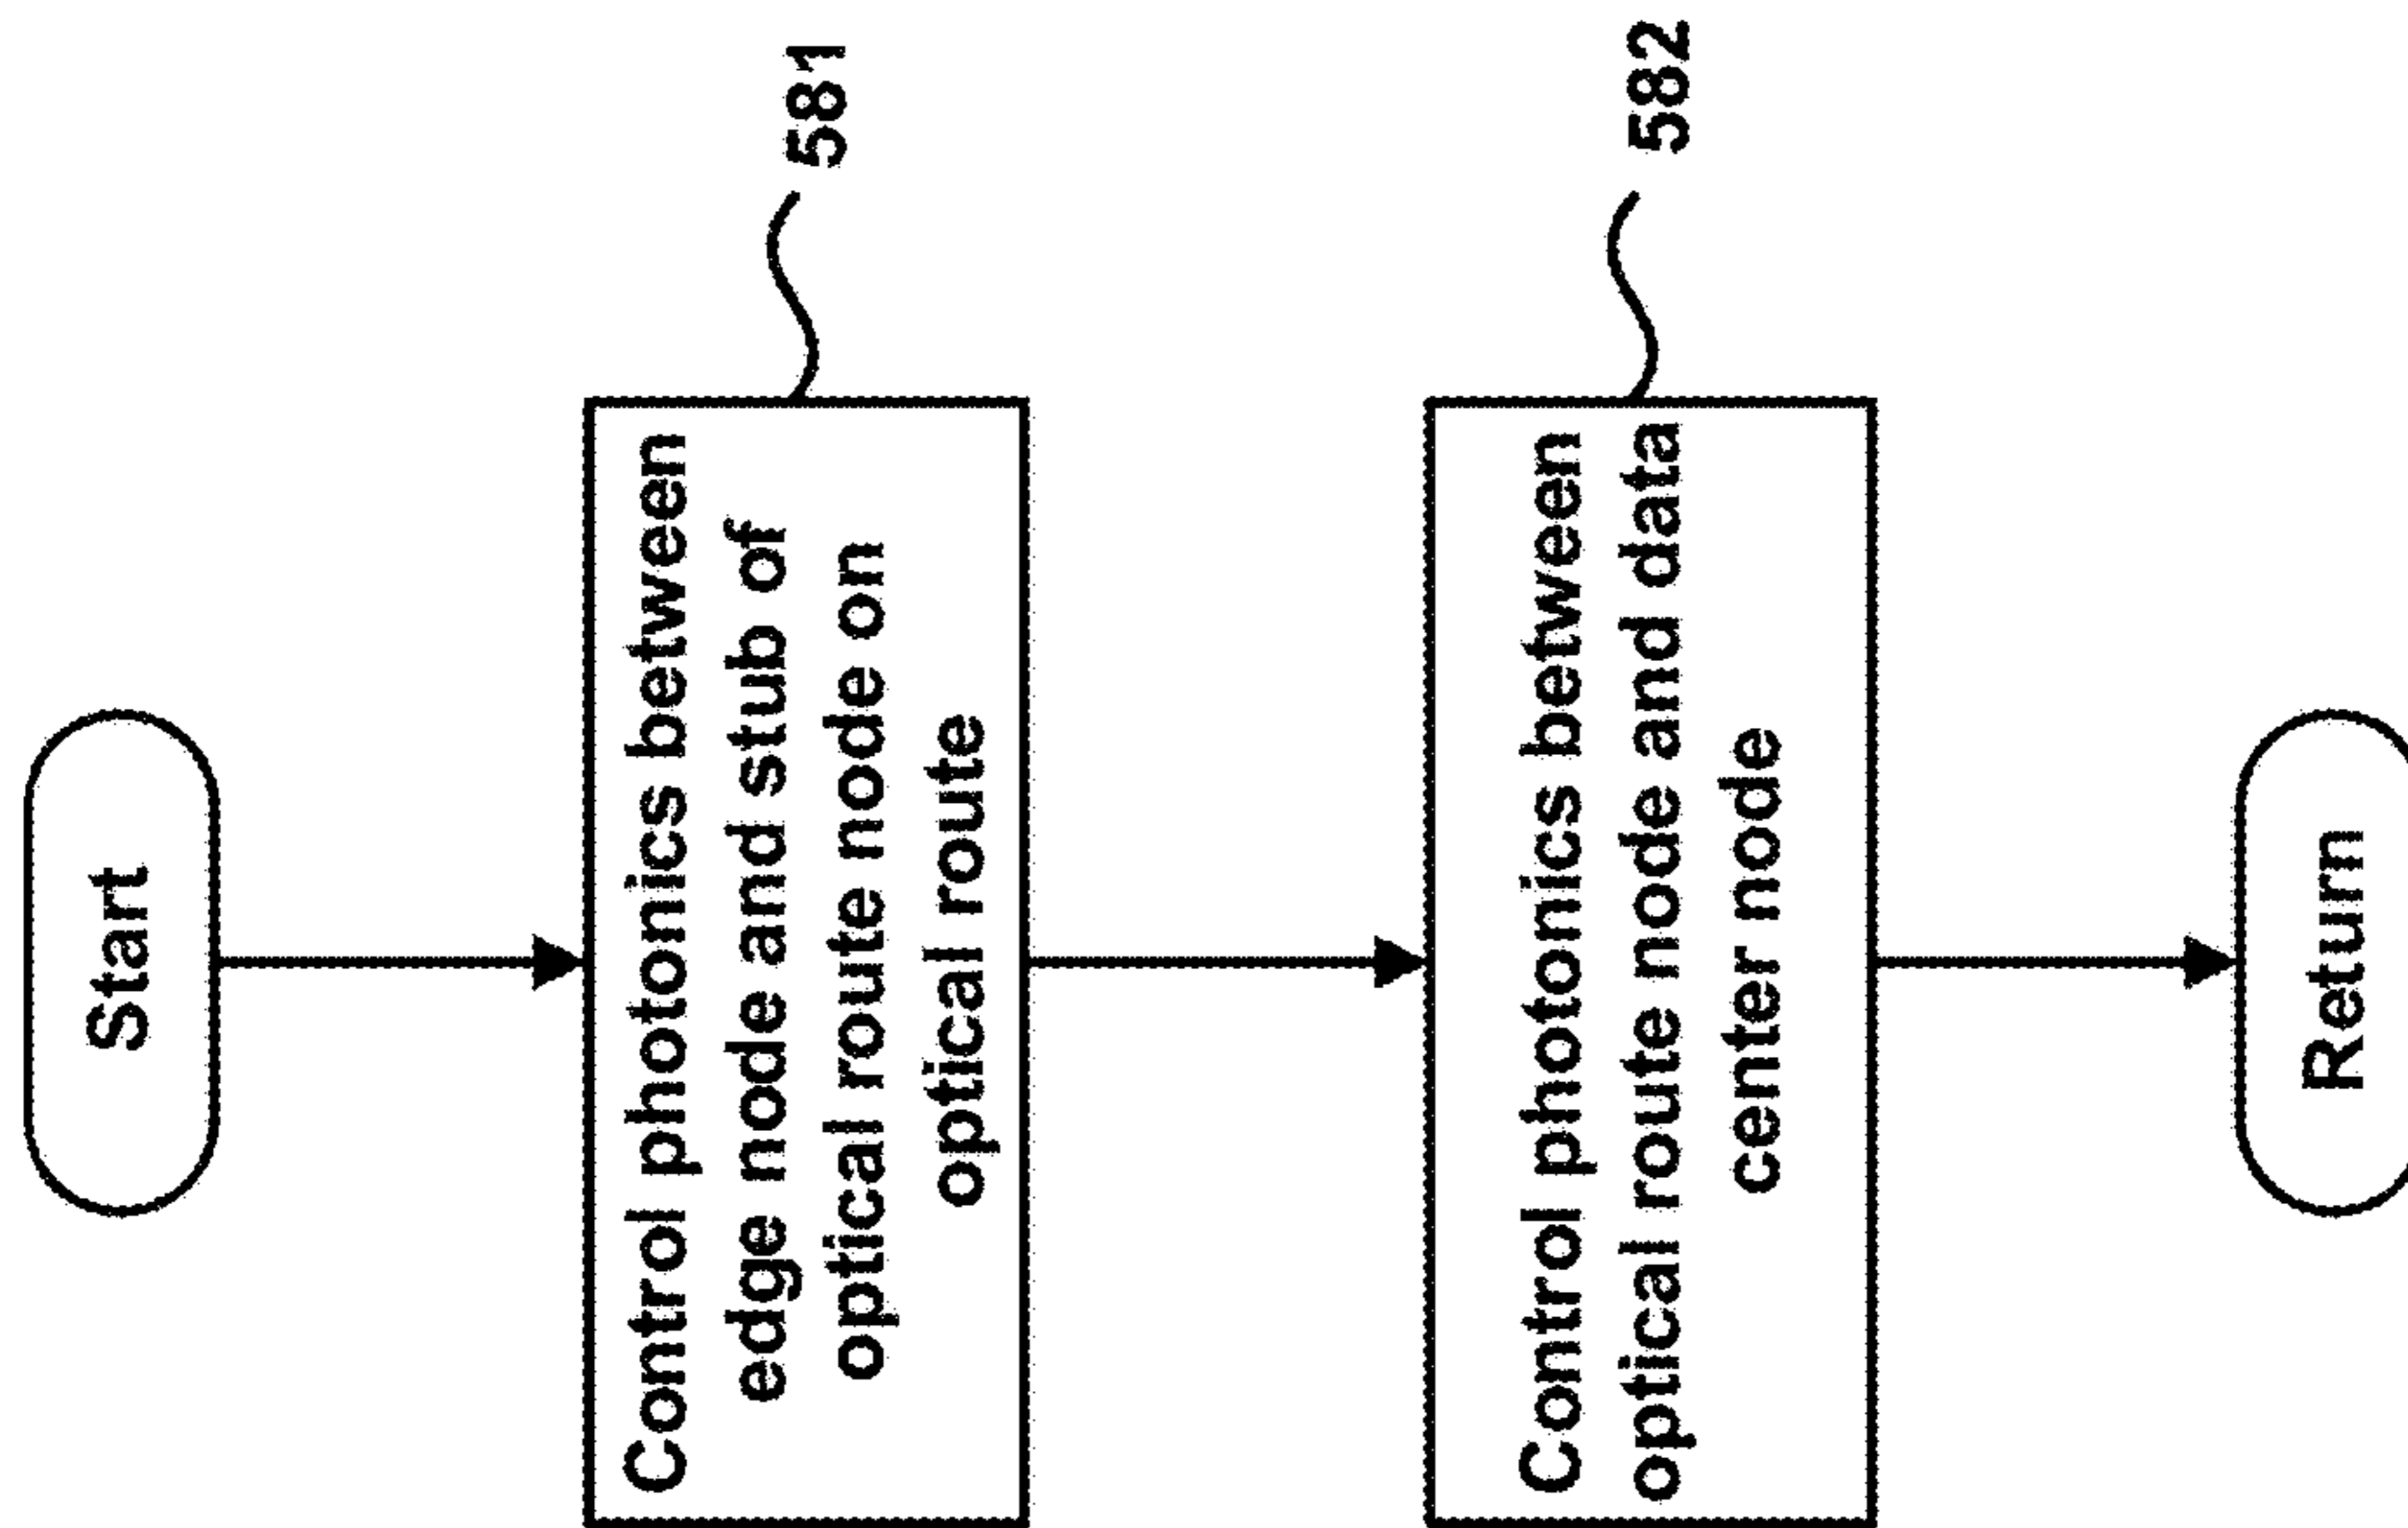 Start
Control photonics between
edge node and stub of
optical route node on
optical route
581
Control photonics between
optical route node and data
center node
582
Return